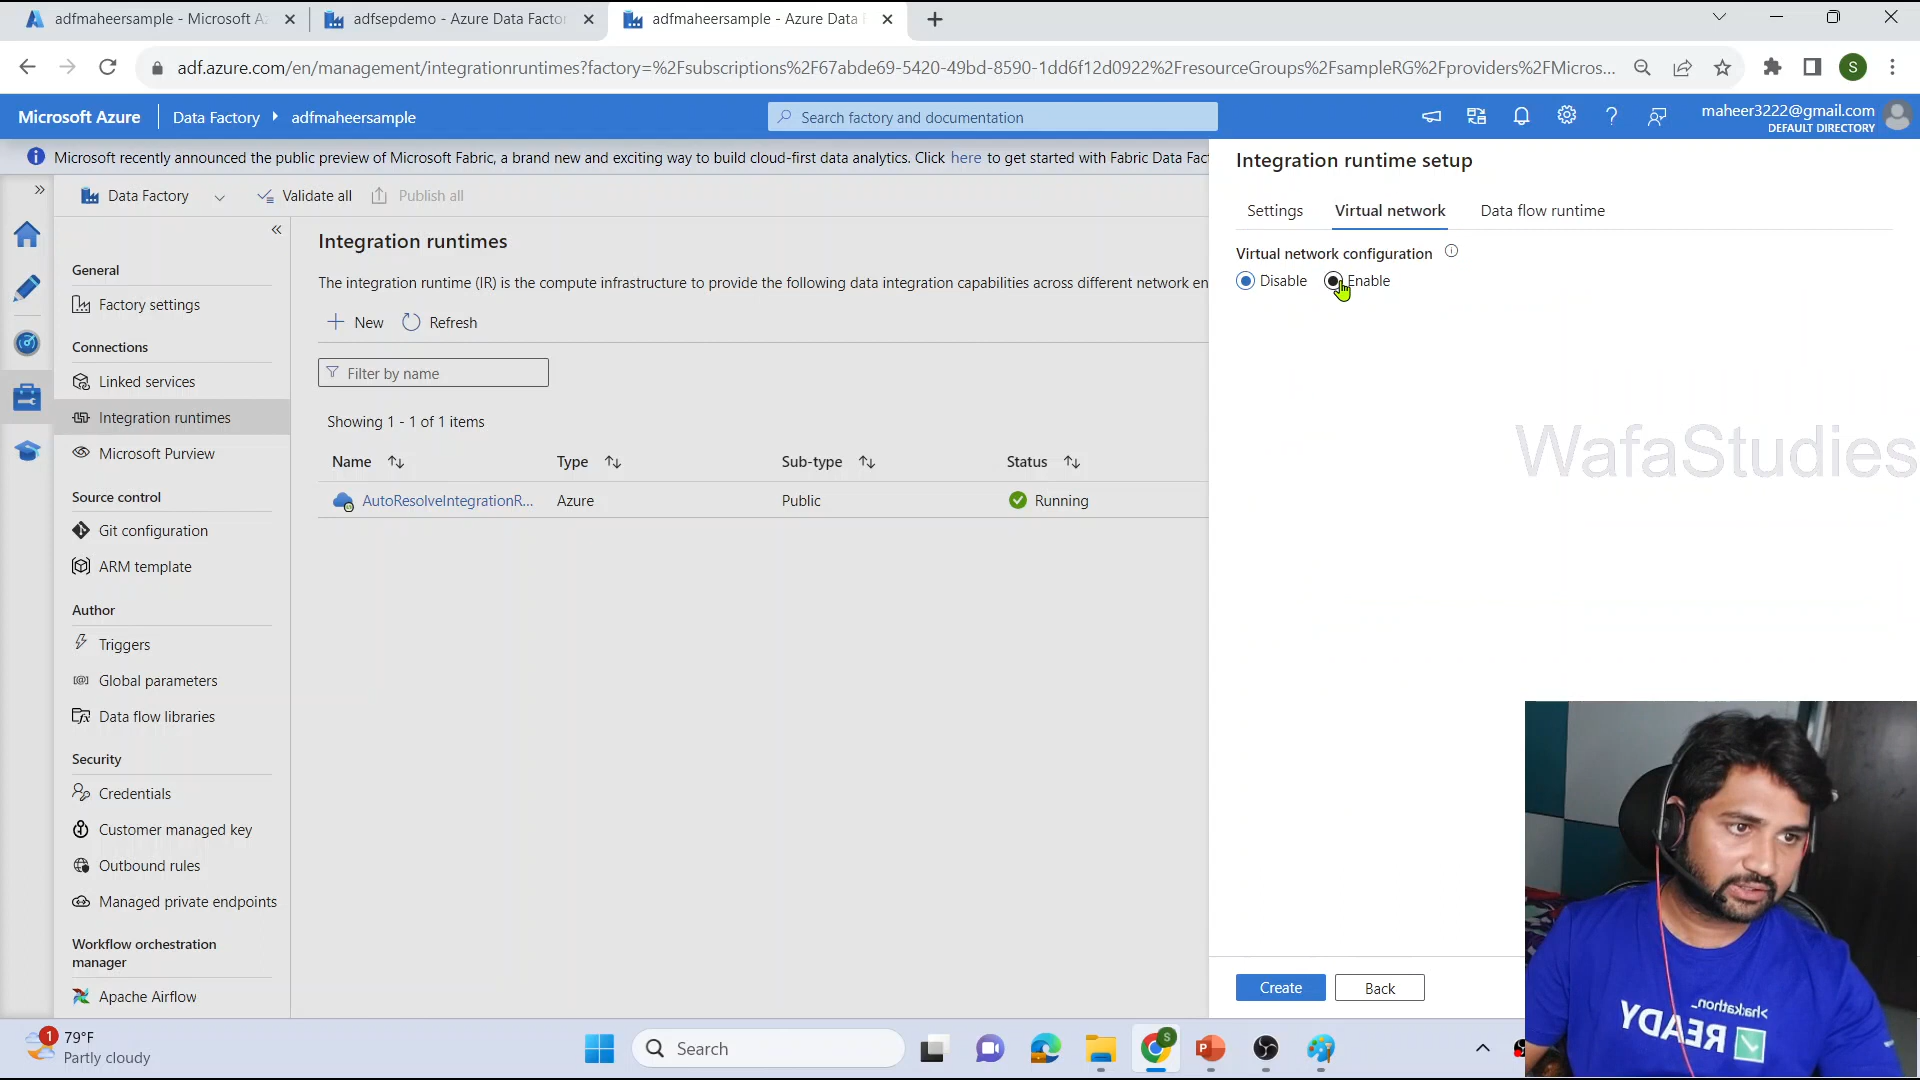 adfmaheersample - Microsoft A
adfsepdemo - Azure Data Facto
adfmaheersample - Azure Data
adf.azure.com/en/management/integrationruntimes?factory=%2Fsubscriptions%2F67abde69-5420-49bd-8590-1dd6f12d0922%2FresourceGroups%2FsampleRG%2Fproviders%2FMicros...
S
Microsoft Azure
Data Factory
adfmaheersample
Search factory and documentation
maheer3222@gmail.com
DEFAULT DIRECTORY
Microsoft recently announced the public preview of Microsoft Fabric, a brand new and exciting way to build cloud-first data analytics. Click here to get started with Fabric Data Fac
Data Factory
Validate all
Publish all
General
Factory settings
Connections
Linked services
Integration runtimes
Microsoft Purview
Source control
Git configuration
ARM template
Author
Triggers
Global parameters
Data flow libraries
Security
Credentials
Customer managed key
Outbound rules
Managed private endpoints
Workflow orchestration
manager
Apache Airflow
Integration runtimes
The integration runtime (IR) is the compute infrastructure to provide the following data integration capabilities across different network en
New
Refresh
Filter by name
Showing 1 - 1 of 1 items
Name Type Sub-type Status
AutoResolveIntegrationR... Azure Public Running
Integration runtime setup
Settings Virtual network Data flow runtime
Virtual network configuration
Disable Enable
WafaStudies
Create Back
>hackathon_
READY
1
79°F
Partly cloudy
Search
S